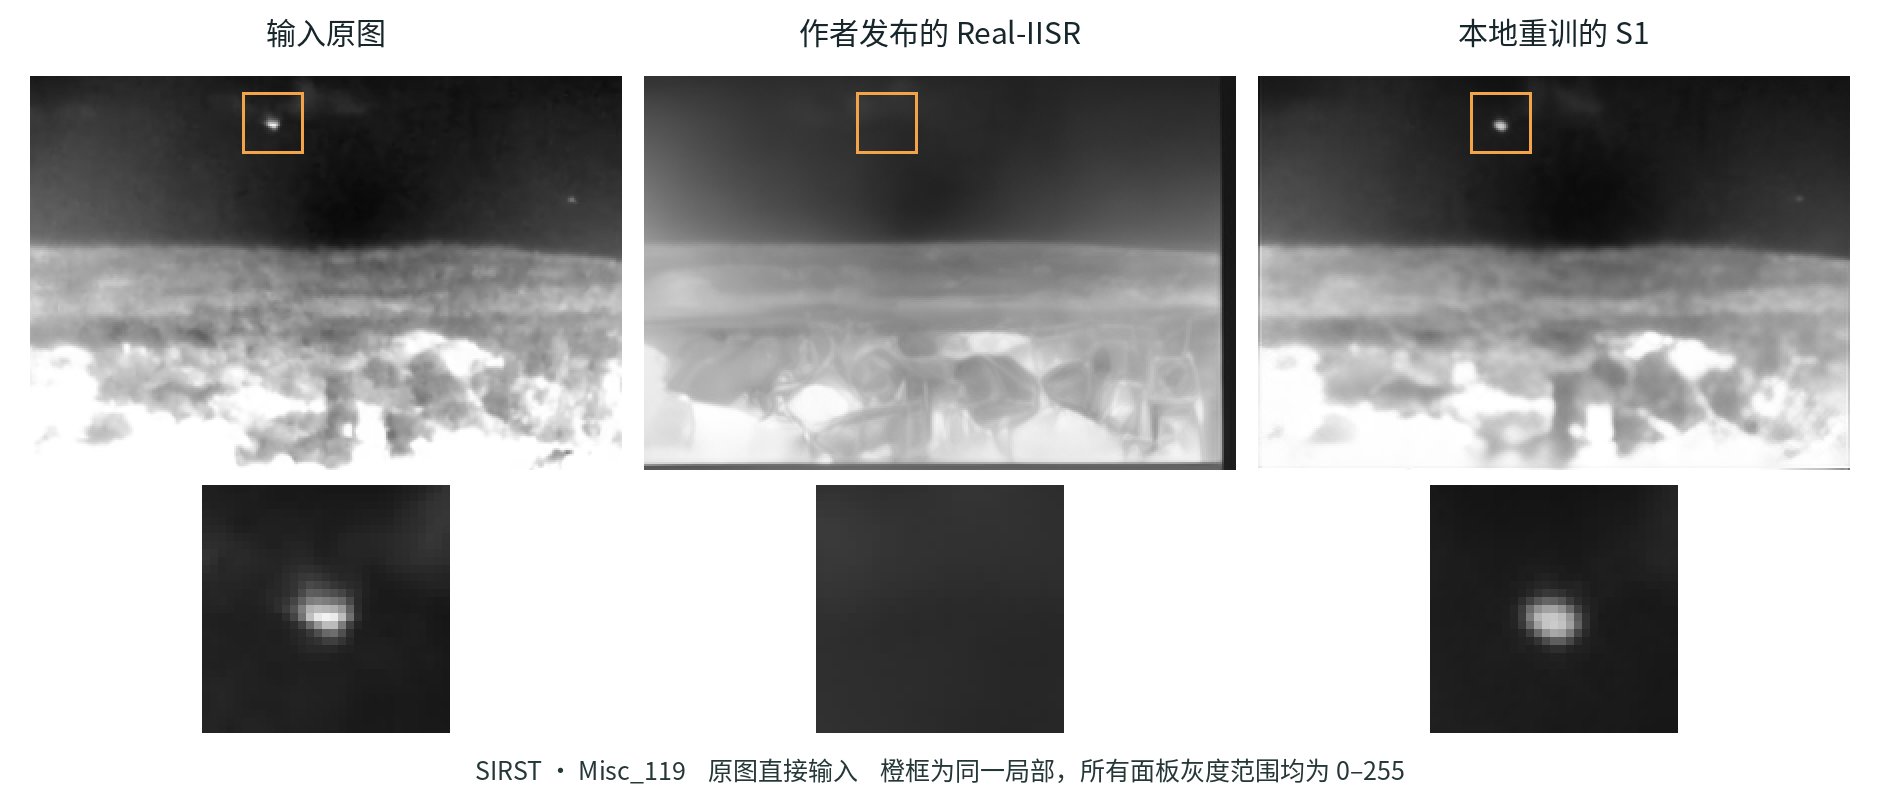 输入原图
作者发布的 Real-IISR
本地重训的 S1
SIRST · Misc_119 原图直接输入 橙框为同一局部，所有面板灰度范围均为 0–255